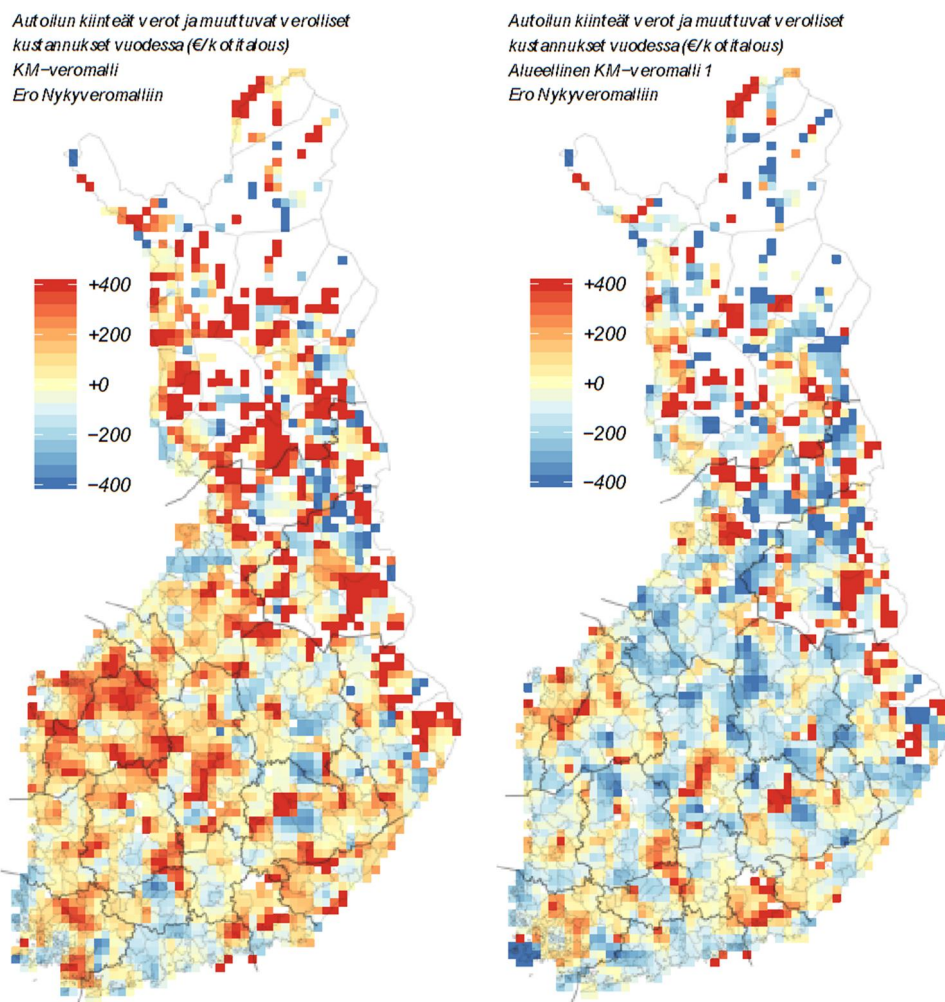 Autoilun kiinteät verot ja muuttuvat verolliset
kustannukset vuodessa (€/kotitalous)
KM-veromalli
Ero Nykyveromalliin
Autoilun kiinteät verot ja muuttuvat verolliset
kustannukset vuodessa (€/kotitalous)
Alueellinen KM-veromalli 1
Ero Nykyveromalliin
+400
+200
+0
−200
−400
+400
+200
+0
−200
−400